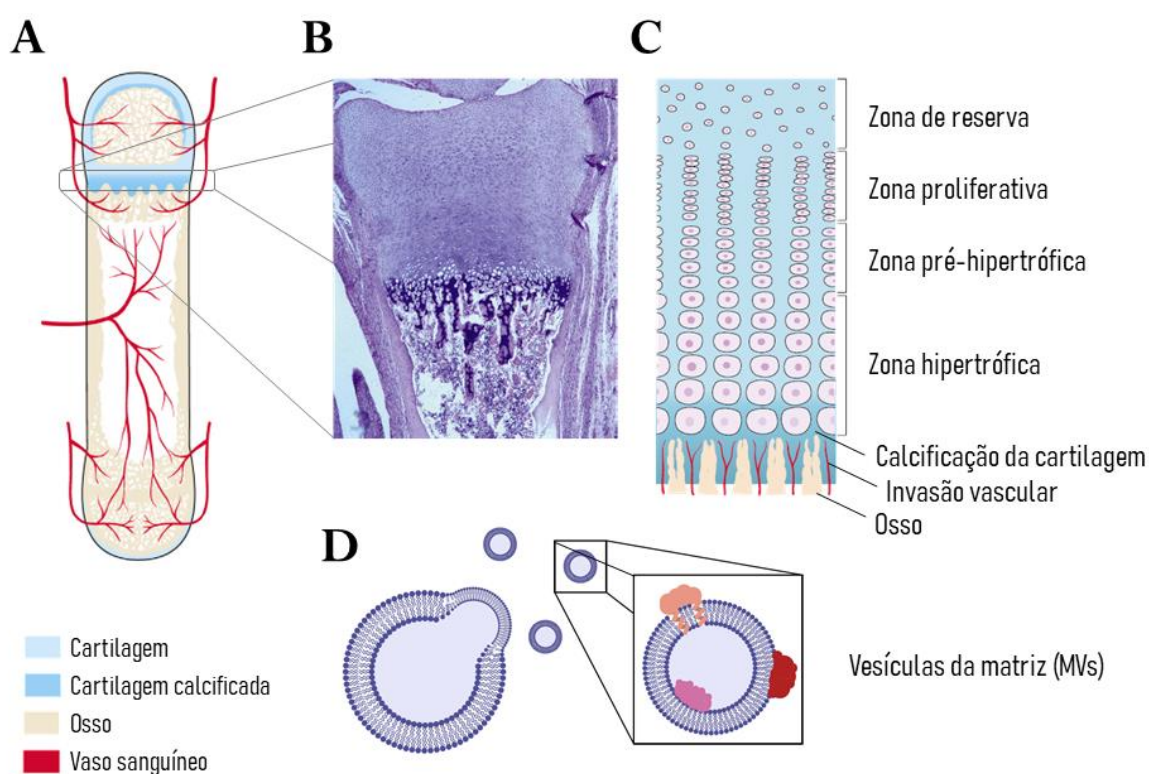 A
B
C
Zona de reserva
Zona proliferativa
Zona pré-hipertrófica
Zona hipertrófica
Calcificação da cartilagem
Invasão vascular
Osso
D
Vesículas da matriz (MVs)
Cartilagem
Cartilagem calcificada
Osso
Vaso sanguíneo